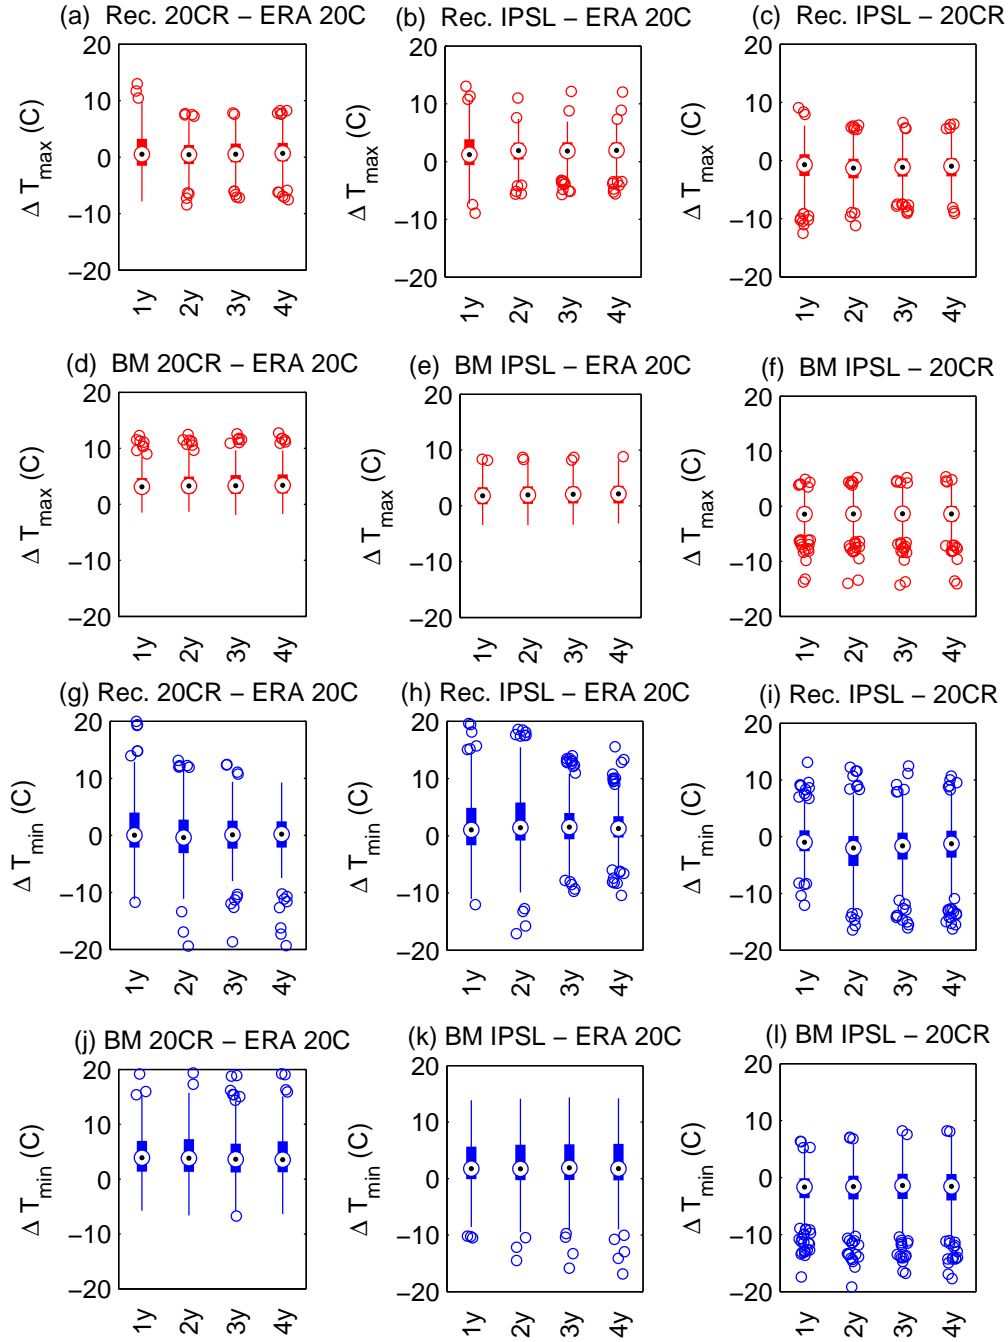 (a) Rec. 20CR − ERA 20C
(b) Rec. IPSL − ERA 20C
(c) Rec. IPSL − 20CR
Δ T_max (C)
20
10
0
−10
−20
1y 2y 3y 4y
Δ T_max (C)
20
10
0
−10
−20
1y 2y 3y 4y
Δ T_max (C)
20
10
0
−10
−20
1y 2y 3y 4y
(d) BM 20CR − ERA 20C
(e) BM IPSL − ERA 20C
(f) BM IPSL − 20CR
Δ T_max (C)
20
10
0
−10
−20
1y 2y 3y 4y
Δ T_max (C)
20
10
0
−10
−20
1y 2y 3y 4y
Δ T_max (C)
20
10
0
−10
−20
1y 2y 3y 4y
(g) Rec. 20CR − ERA 20C
(h) Rec. IPSL − ERA 20C
(i) Rec. IPSL − 20CR
Δ T_min (C)
20
10
0
−10
−20
1y 2y 3y 4y
Δ T_min (C)
20
10
0
−10
−20
1y 2y 3y 4y
Δ T_min (C)
20
10
0
−10
−20
1y 2y 3y 4y
(j) BM 20CR − ERA 20C
(k) BM IPSL − ERA 20C
(l) BM IPSL − 20CR
Δ T_min (C)
20
10
0
−10
−20
1y 2y 3y 4y
Δ T_min (C)
20
10
0
−10
−20
1y 2y 3y 4y
Δ T_min (C)
20
10
0
−10
−20
1y 2y 3y 4y